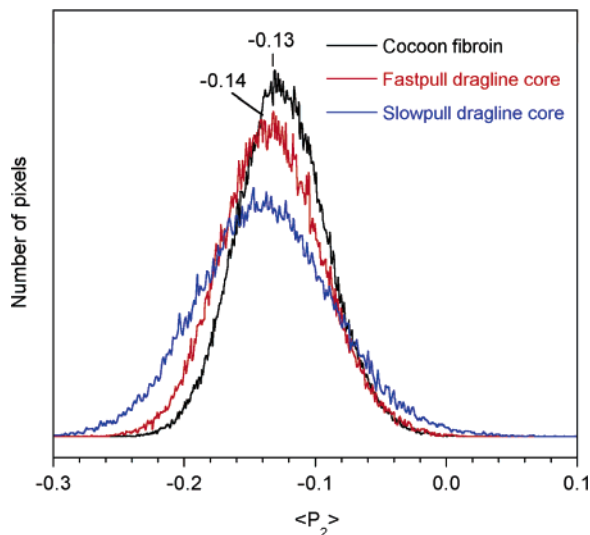 -0.13
-0.14
Cocoon fibroin
Fastpull dragline core
Slowpull dragline core
Number of pixels
-0.3 -0.2 -0.1 0.0 0.1
<P2>